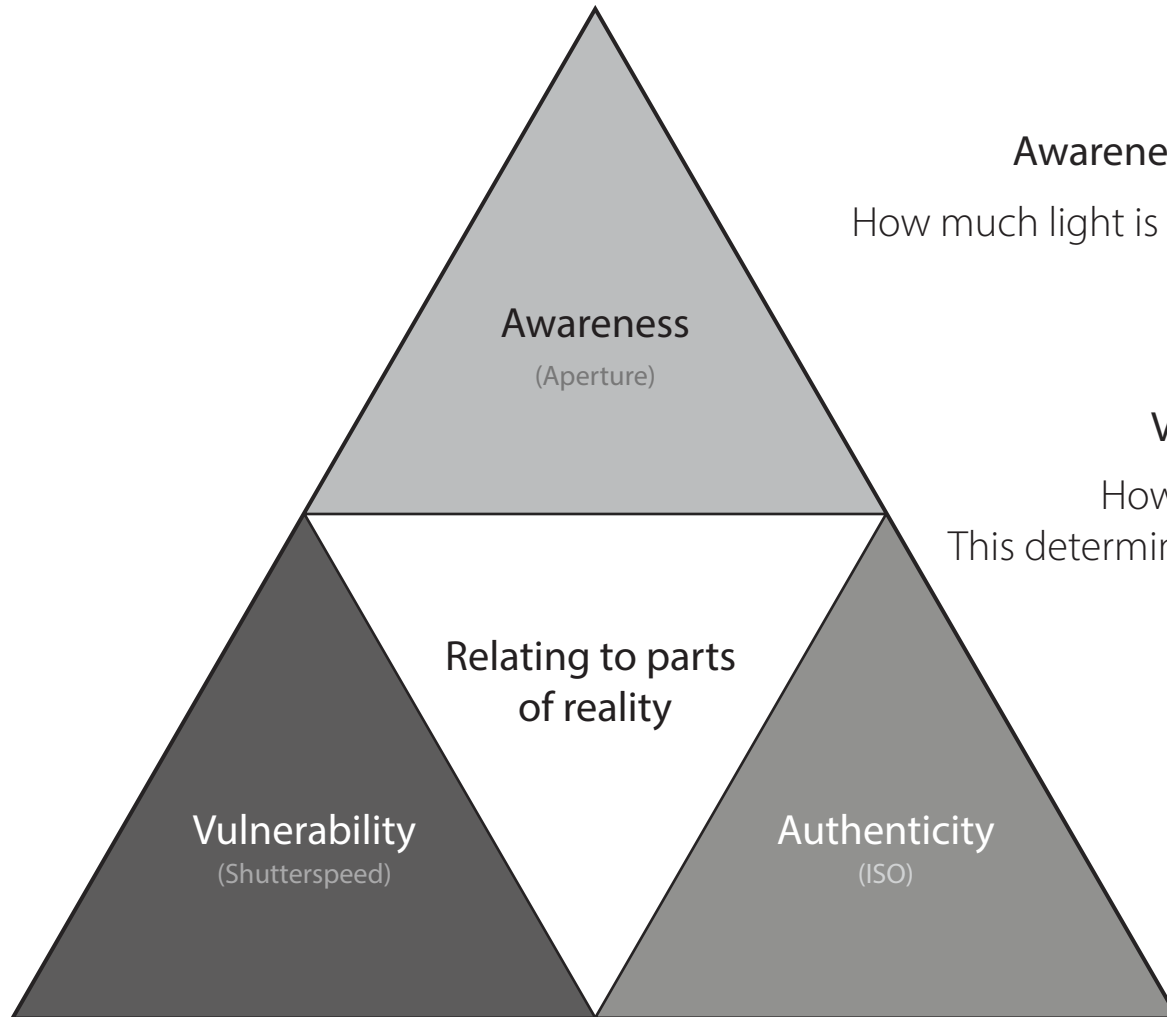 Awarene
How much light is
Awareness
(Aperture)
V
How
This determin
Relating to parts
of reality
Vulnerability
(Shutterspeed)
Authenticity
(ISO)